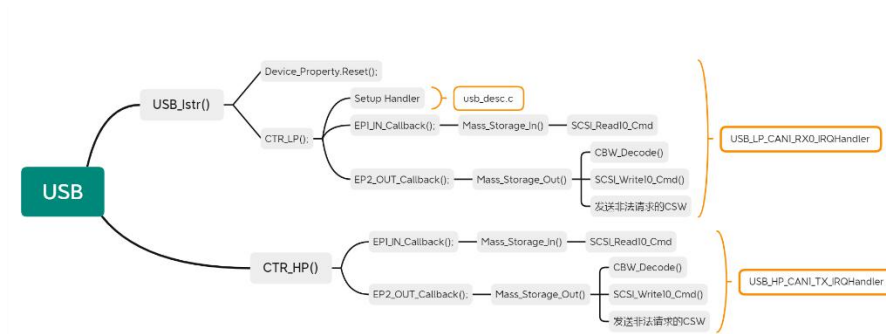 USB
USB_Istr()
Device_Property.Reset();
CTR_LP();
Setup Handler
usb_desc.c
EP1_IN_Callback();
Mass_Storage_In()
SCSI_Read10_Cmd
EP2_OUT_Callback();
Mass_Storage_Out()
CBW_Decode()
SCSI_Write10_Cmd()
发送非法请求的CSW
USB_LP_CAN1_RX0_IRQHandler
CTR_HP()
EP1_IN_Callback();
Mass_Storage_In()
SCSI_Read10_Cmd
EP2_OUT_Callback();
Mass_Storage_Out()
CBW_Decode()
SCSI_Write10_Cmd()
发送非法请求的CSW
USB_HP_CAN1_TX_IRQHandler